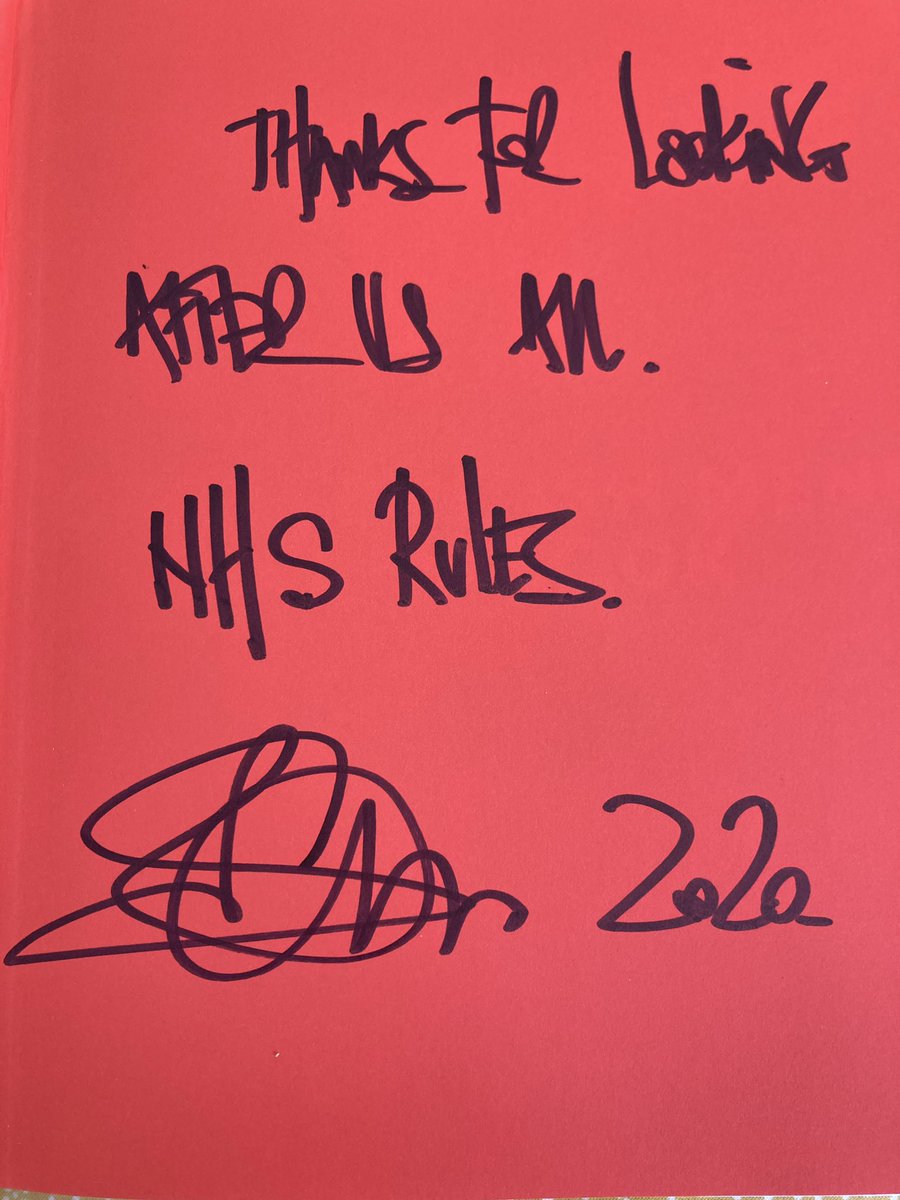 THANKS FOR LOOKING
AFTER US ALL.
NHS RULES.
2020